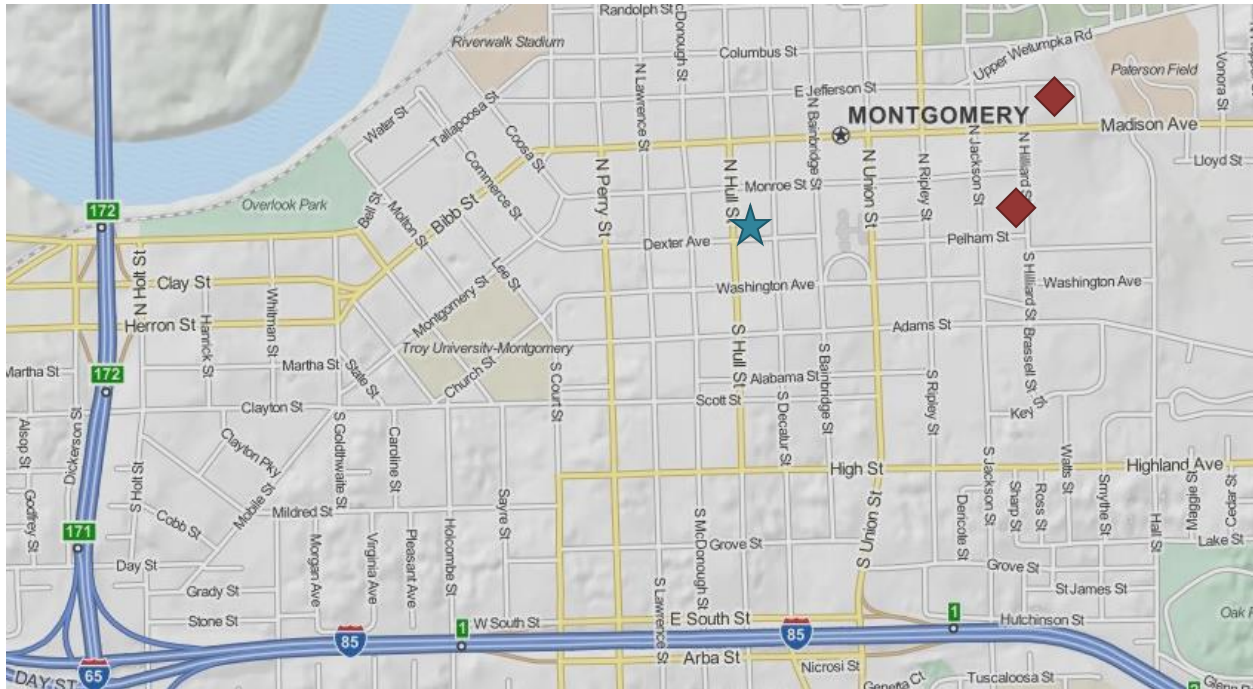 Randolph St
McDonough St
Riverwalk Stadium
Columbus St
Upper Wetumpka Rd
Paterson Field
Vonora St
N Lawrence St
E Jefferson St
Water St
Tallapoosa St
Coosa St
N Bainbridge St
MONTGOMERY
Madison Ave
Lloyd St
N Perry St
N Hull St
N Union St
N Ripley St
N Jackson St
N Hilliard St
Commerce St
Monroe St
172
Overlook Park
Bell St
Molton St
Bibb St
Dexter Ave
Pelham St
N Holt St
Clay St
Lee St
Montgomery St
Washington Ave
S Hilliard St
Washington Ave
Herron St
Hanrick St
Whitman St
Troy University-Montgomery
Adams St
Brassell St
Martha St
Martha St
172
State St
Church St
S Court St
S Hull St
Alabama St
S Bainbridge St
S Ripley St
Clayton St
Scott St
S Decatur St
Key St
Alsop St
Dickerson St
Clayton Pky
S Goldthwaite St
Caroline St
High St
Highland Ave
Godfrey St
S Holt St
Mobile St
Cobb St
Mildred St
Sayre St
S Union St
Dericote St
S Jackson St
Sharp St
Ross St
Watts St
Smythe St
Hall St
Maggie St
Cedar St
171
Day St
Morgan Ave
Virginia Ave
Pleasant Ave
Holcombe St
S McDonough St
Grove St
Grove St
Lake St
Grady St
S Lawrence St
St James St
Stone St
85
1
W South St
E South St
85
1
Hutchinson St
Arba St
Nicrosi St
DAY ST
65
Genetta Ct
Tuscaloosa St